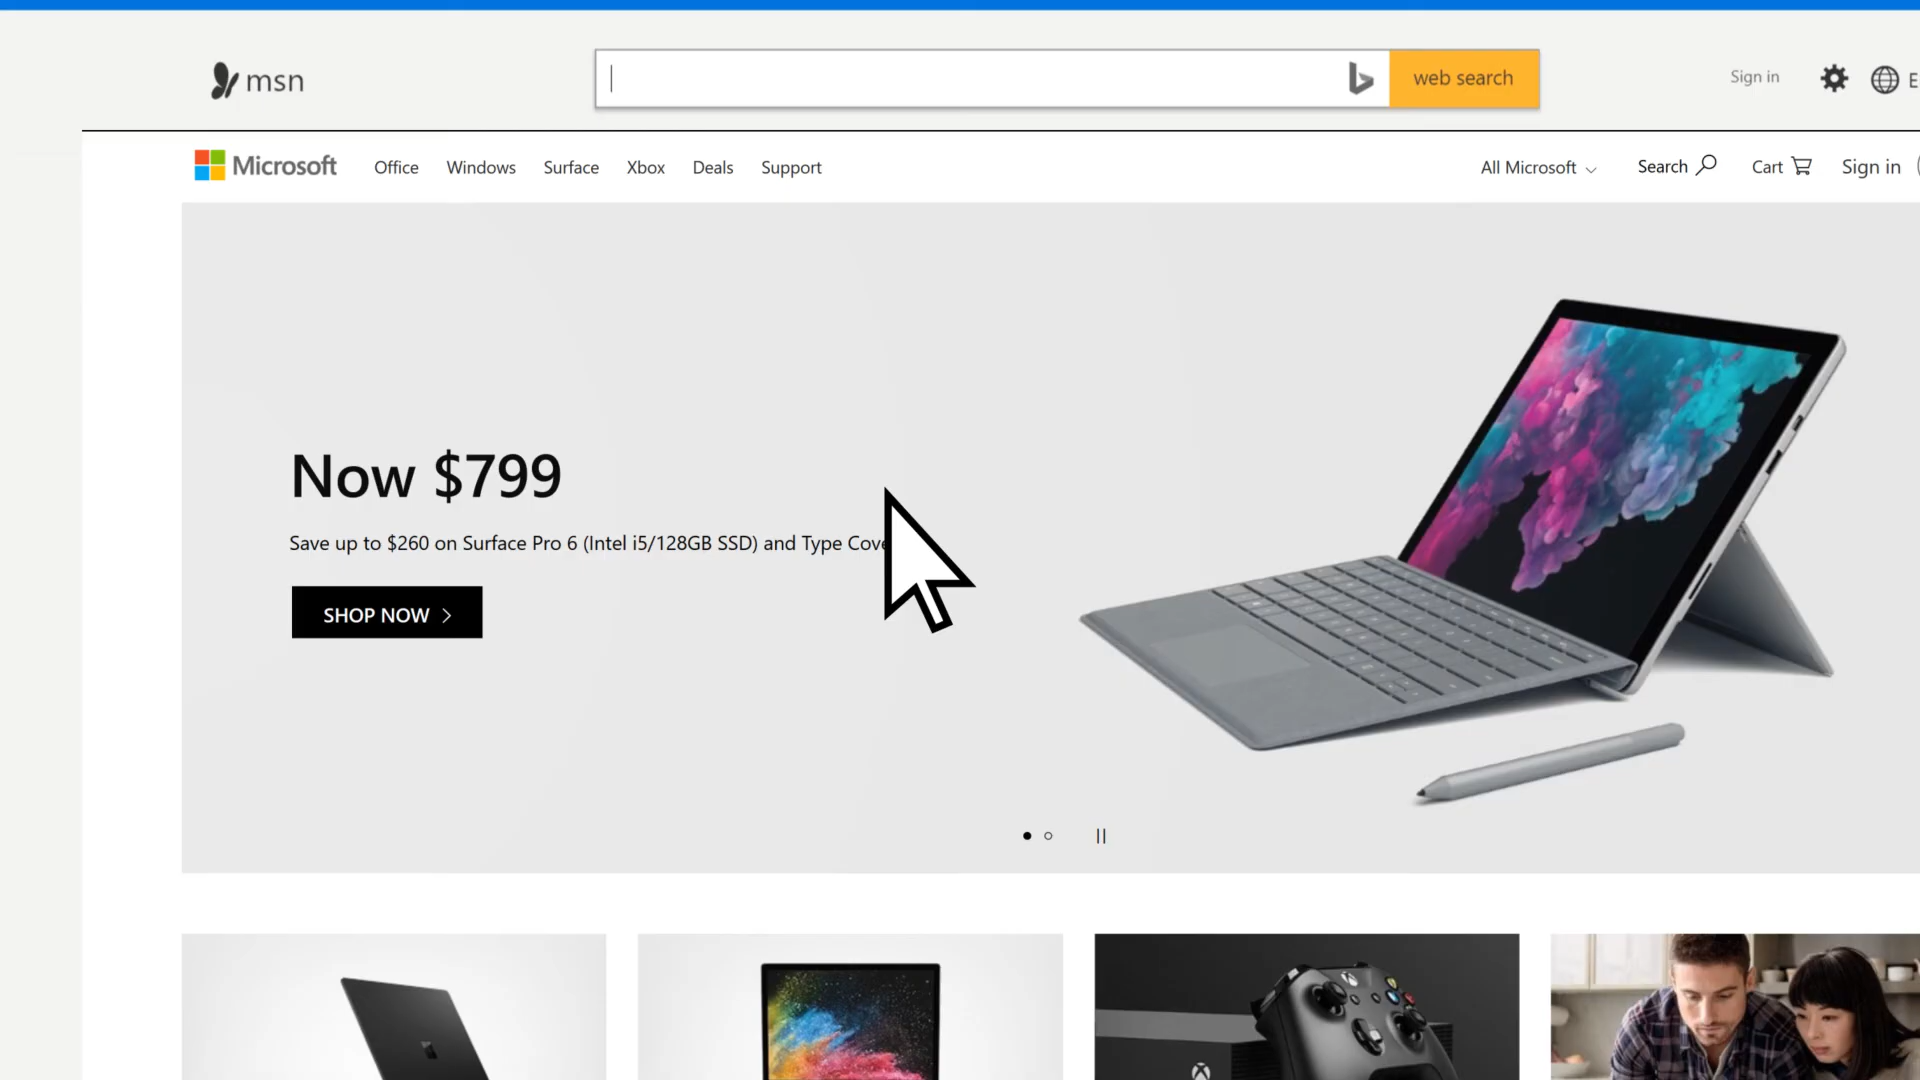 msn
web search
Sign in
Microsoft
Office
Windows
Surface
Xbox
Deals
Support
All Microsoft
Search
Cart
Sign in
Now $799
Save up to $260 on Surface Pro 6 (Intel i5/128GB SSD) and Type
SHOP NOW